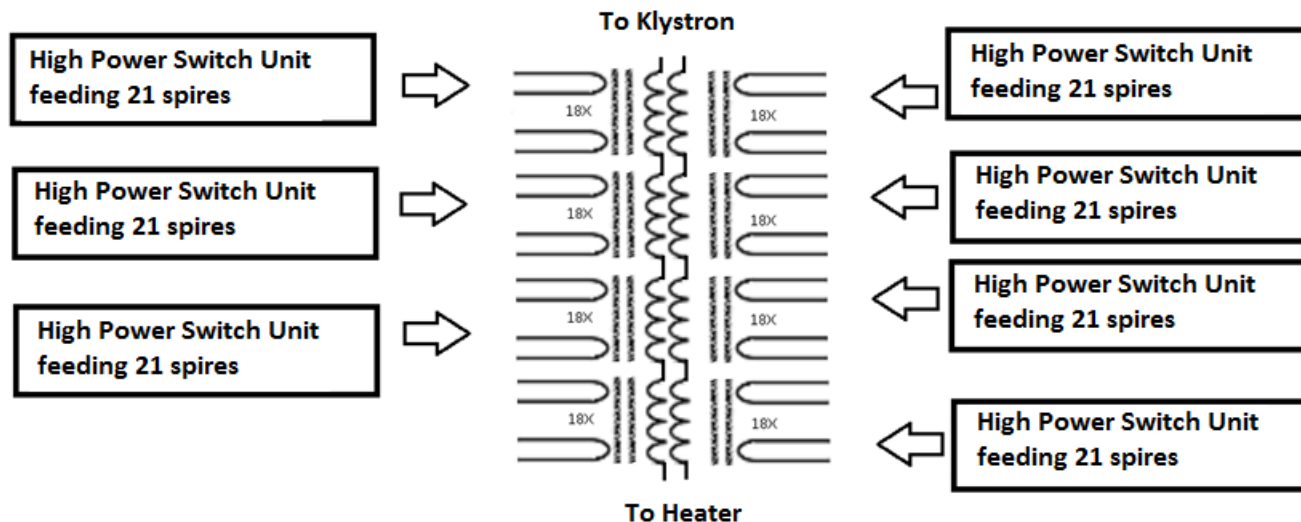 To Klystron
High Power Switch Unit
feeding 21 spires
High Power Switch Unit
feeding 21 spires
18X
18X
High Power Switch Unit
feeding 21 spires
High Power Switch Unit
feeding 21 spires
18X
18X
High Power Switch Unit
feeding 21 spires
High Power Switch Unit
feeding 21 spires
18X
18X
High Power Switch Unit
feeding 21 spires
18X
18X
To Heater